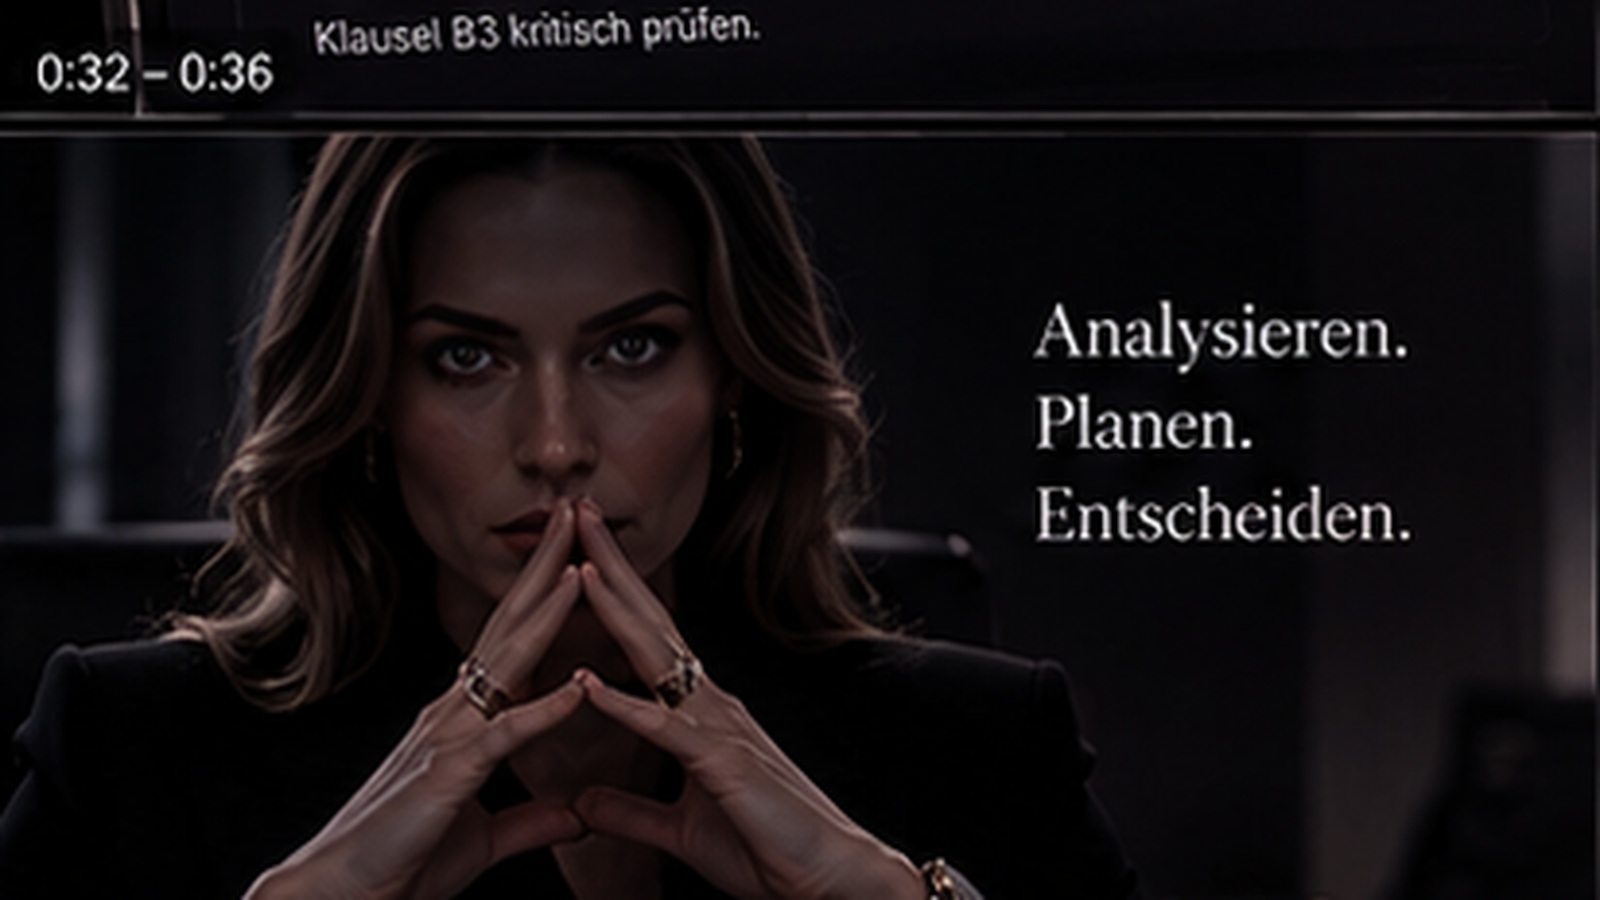 Klausel B3 kritisch prüfen.
0:32 – 0:36
Analysieren.
Planen.
Entscheiden.